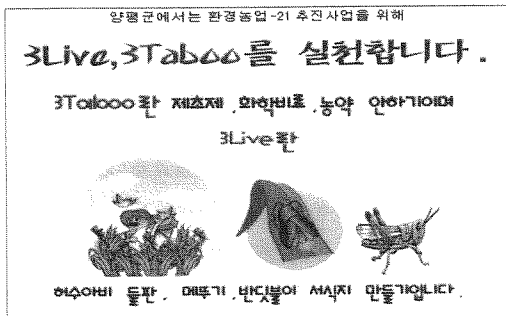 양평군에서는 환경농업-21 추진사업을 위해
3Live,3Taboo를 실천합니다.
3Taboo란 제초제 .화학비료 .농약 안하기이며
3Live란
허수아비 들판 . 메뚜기 .반딧불이 서식지 만들기입니다.